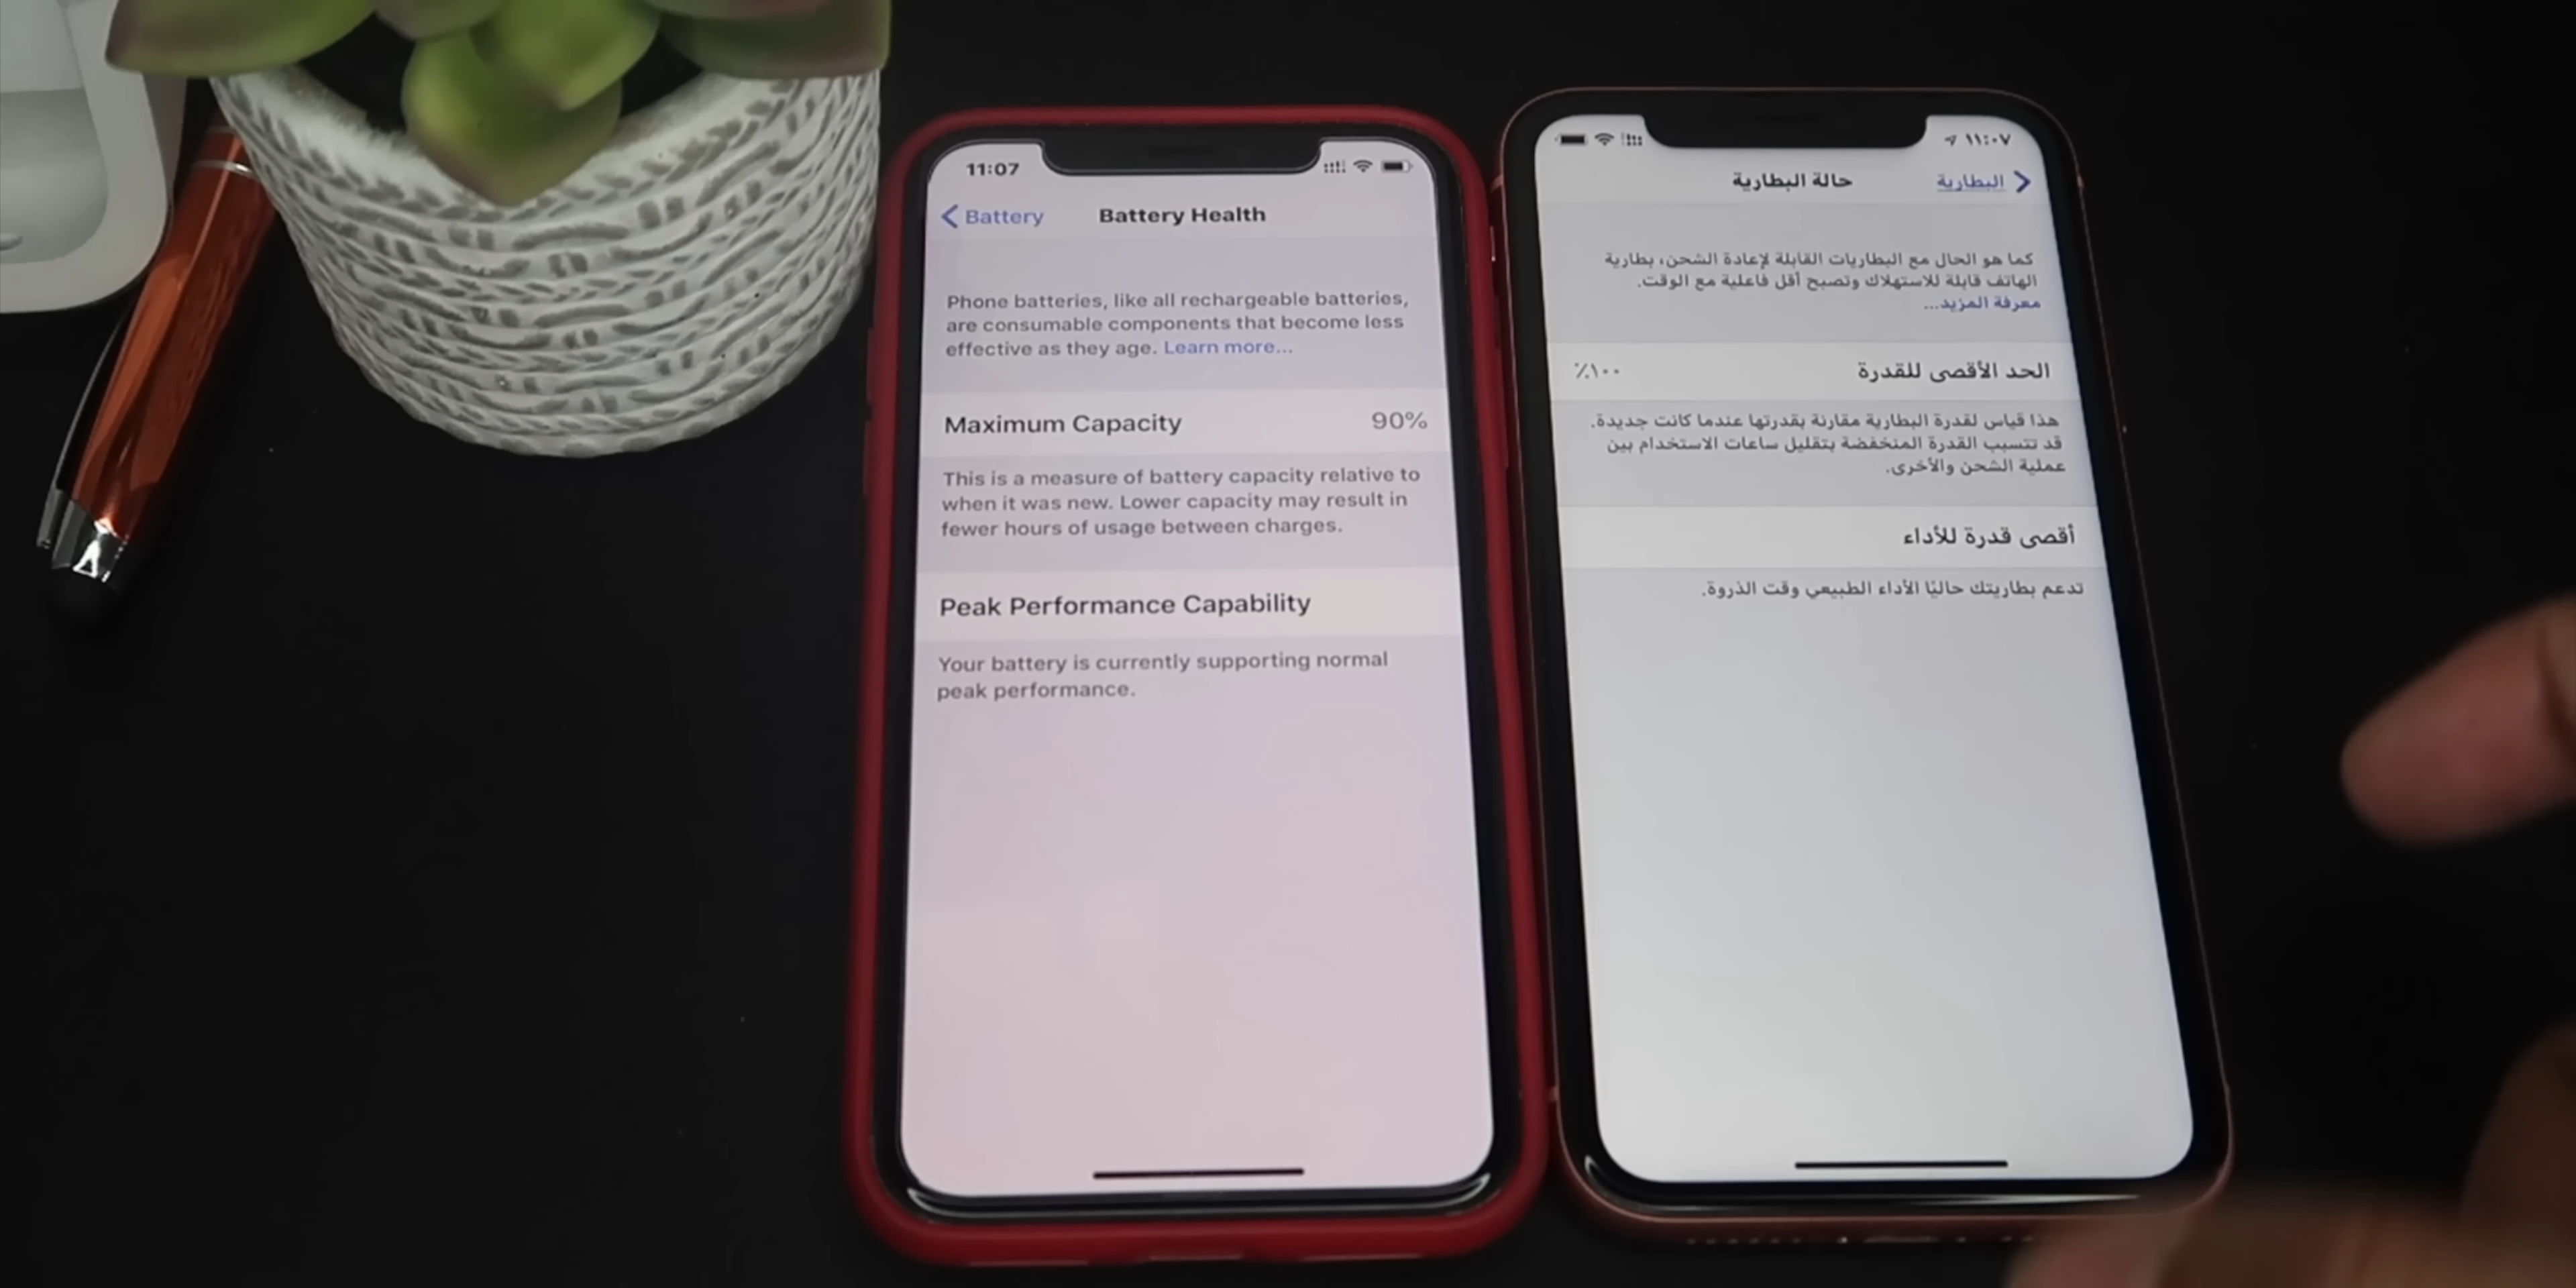 11:07
Battery
Battery Health
Phone batteries, like all rechargeable batteries,
are consumable components that become less
effective as they age. Learn more...
Maximum Capacity 90%
This is a measure of battery capacity relative to
when it was new. Lower capacity may result in
fewer hours of usage between charges.
Peak Performance Capability
Your battery is currently supporting normal
peak performance.
١١:٠٧
البطارية
حالة البطارية
كما هو الحال مع البطاريات القابلة لإعادة الشحن، بطارية
الهاتف قابلة للاستهلاك وتصبح أقل فاعلية مع الوقت.
معرفة المزيد...
الحد الأقصى للقدرة ٪١٠٠
هذا قياس لقدرة البطارية مقارنة بقدرتها عندما كانت جديدة.
قد تتسبب القدرة المنخفضة بتقليل ساعات الاستخدام بين
عملية الشحن والأخرى.
أقصى قدرة للأداء
تدعم بطاريتك حاليًا الأداء الطبيعي وقت الذروة.